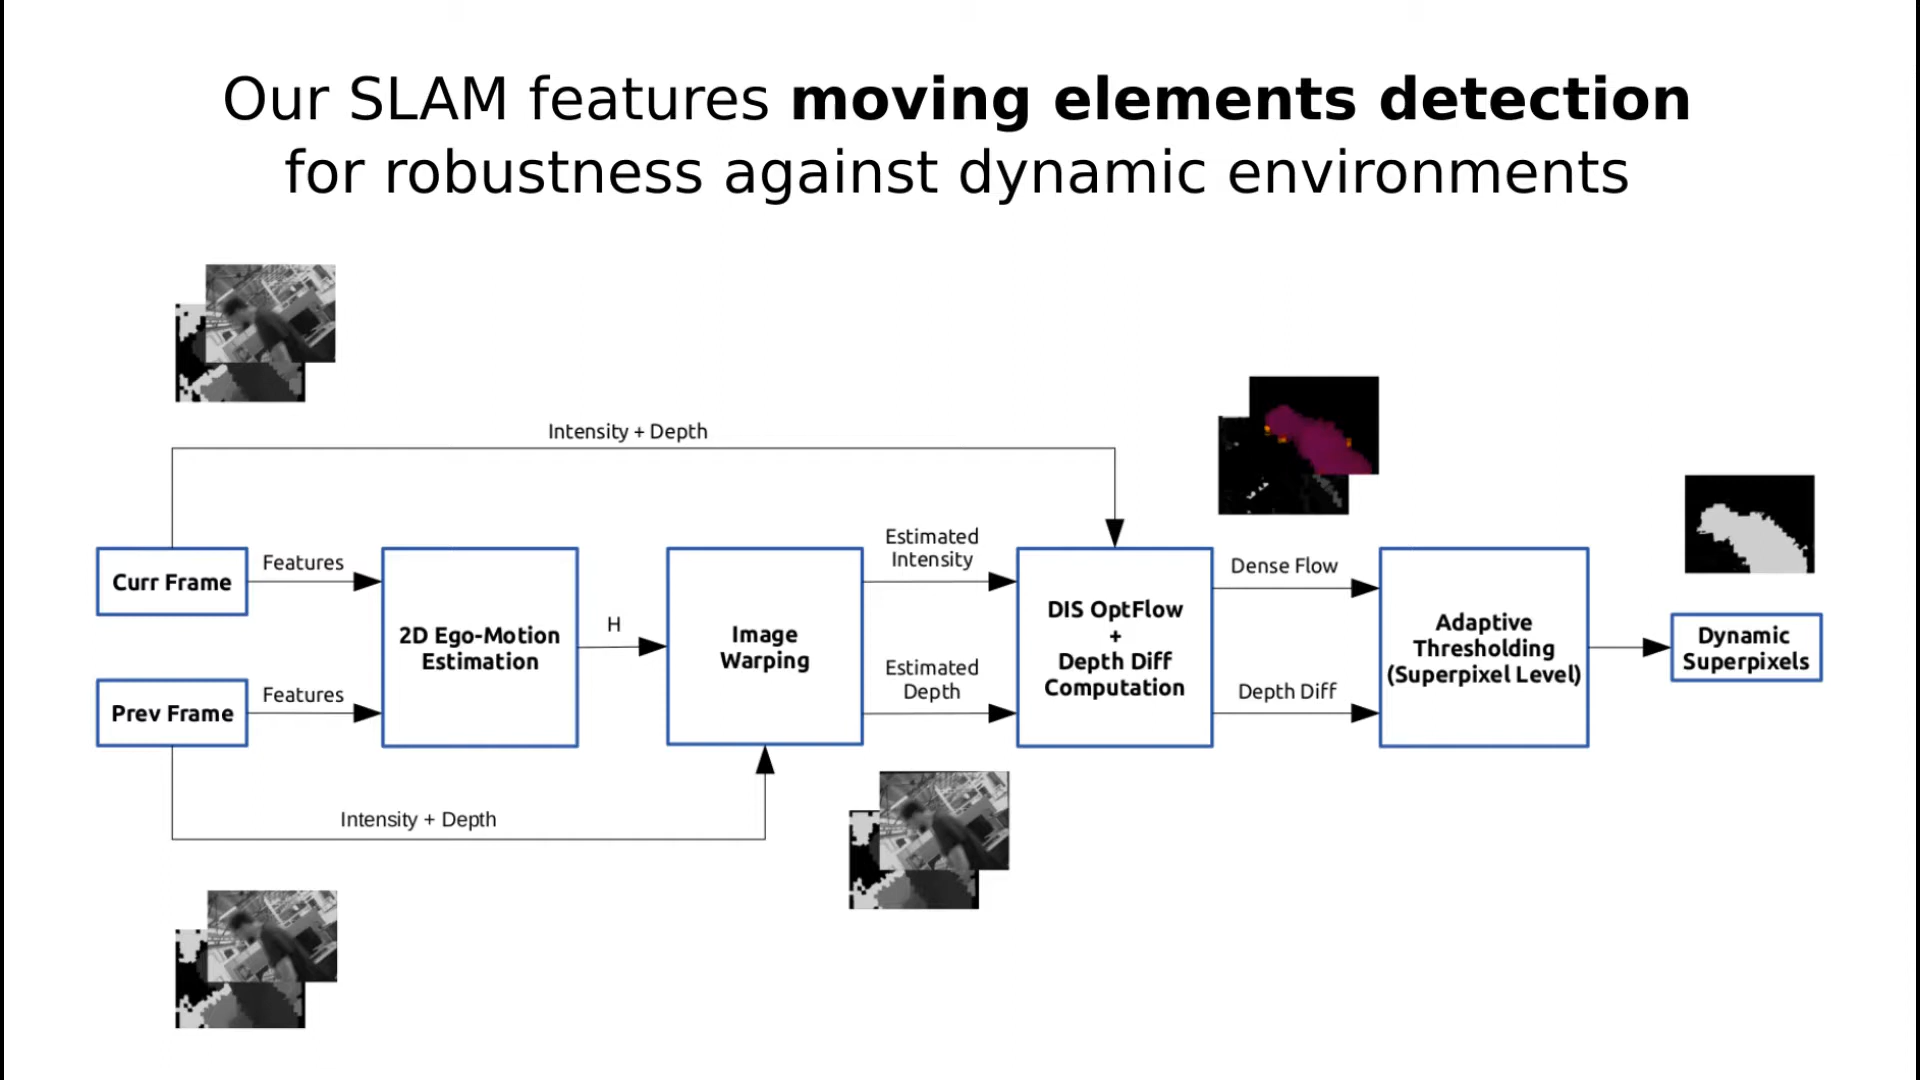 Our SLAM features moving elements detection
for robustness against dynamic environments
Intensity + Depth
Curr Frame
Features
Prev Frame
Features
Intensity + Depth
2D Ego-Motion
Estimation
H
Image
Warping
Estimated
Intensity
Estimated
Depth
DIS OptFlow
+
Depth Diff
Computation
Dense Flow
Depth Diff
Adaptive
Thresholding
(Superpixel Level)
Dynamic
Superpixels